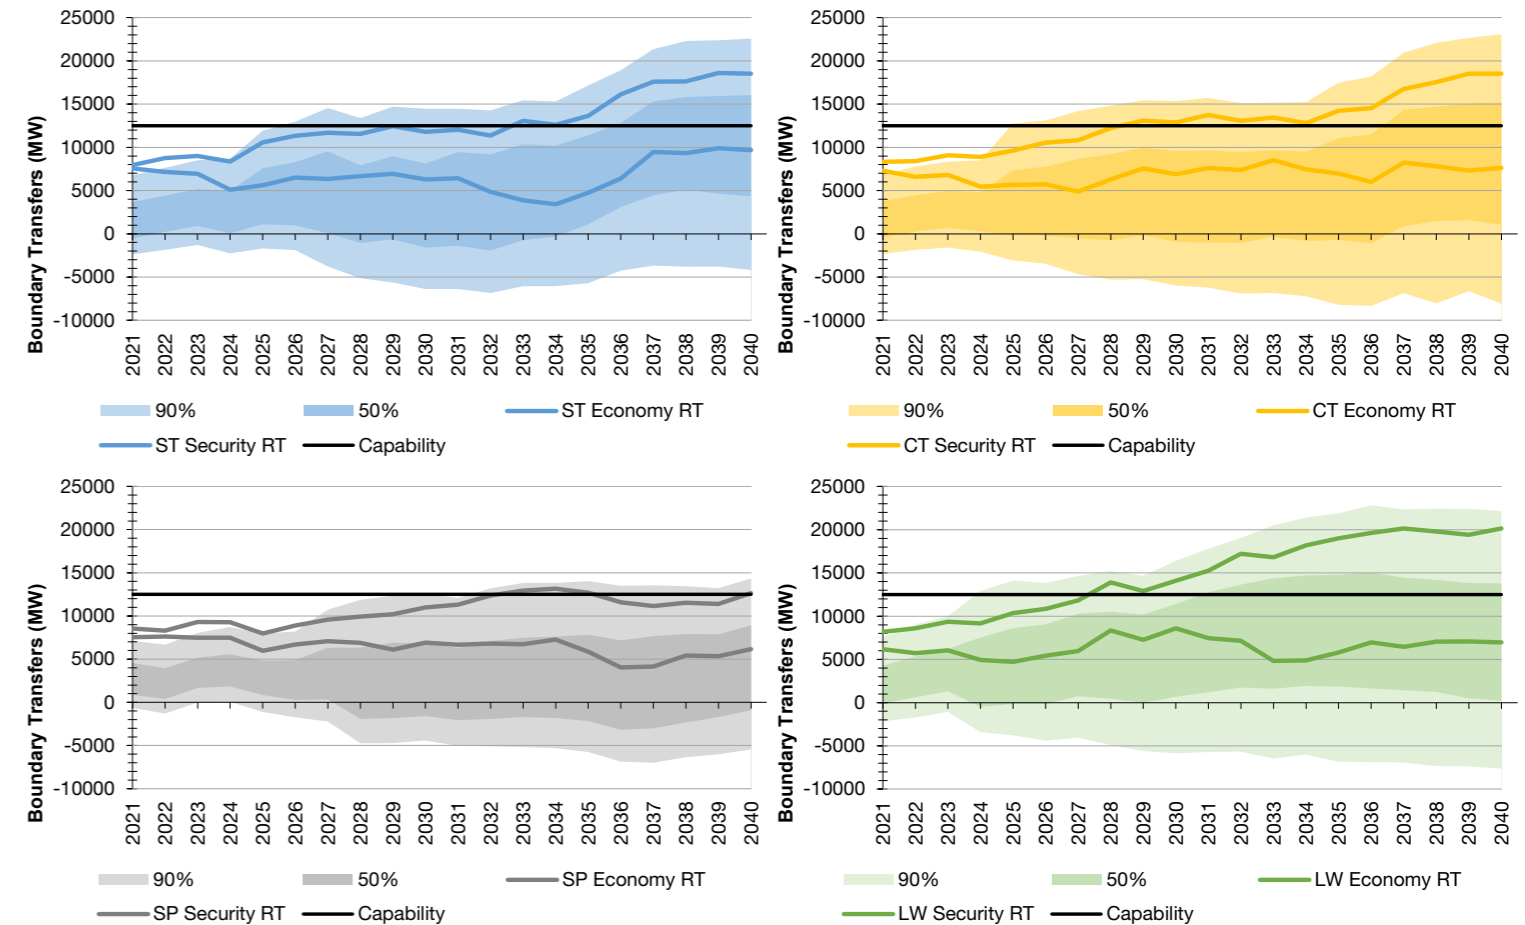 25000
20000
15000
10000
5000
0
-5000
-10000
Boundary Transfers (MW)
2021 2022 2023 2024 2025 2026 2027 2028 2029 2030 2031 2032 2033 2034 2035 2036 2037 2038 2039 2040
90% 50% ST Economy RT
ST Security RT Capability
25000
20000
15000
10000
5000
0
-5000
-10000
Boundary Transfers (MW)
2021 2022 2023 2024 2025 2026 2027 2028 2029 2030 2031 2032 2033 2034 2035 2036 2037 2038 2039 2040
90% 50% CT Economy RT
CT Security RT Capability
25000
20000
15000
10000
5000
0
-5000
-10000
Boundary Transfers (MW)
2021 2022 2023 2024 2025 2026 2027 2028 2029 2030 2031 2032 2033 2034 2035 2036 2037 2038 2039 2040
90% 50% SP Economy RT
SP Security RT Capability
25000
20000
15000
10000
5000
0
-5000
-10000
Boundary Transfers (MW)
2021 2022 2023 2024 2025 2026 2027 2028 2029 2030 2031 2032 2033 2034 2035 2036 2037 2038 2039 2040
90% 50% LW Economy RT
LW Security RT Capability